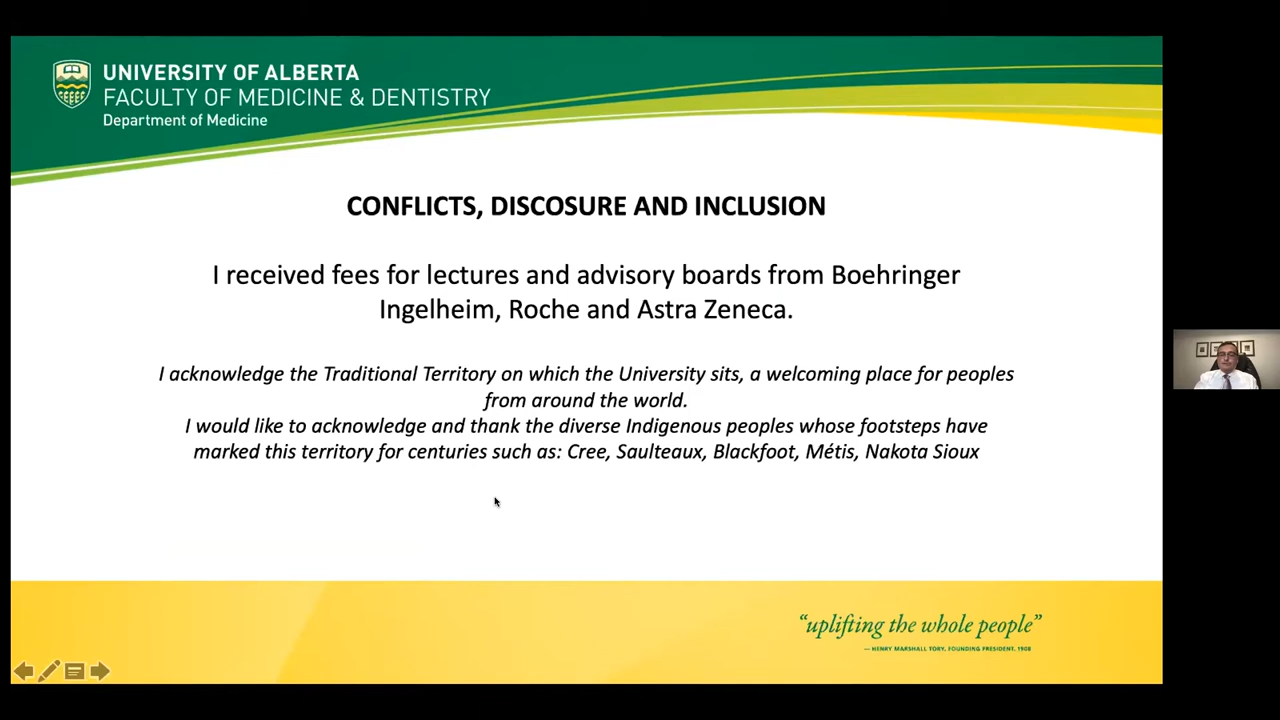 UNIVERSITY OF ALBERTA
FACULTY OF MEDICINE & DENTISTRY
Department of Medicine
CONFLICTS, DISCOSURE AND INCLUSION
I received fees for lectures and advisory boards from Boehringer
Ingelheim, Roche and Astra Zeneca.
I acknowledge the Traditional Territory on which the University sits, a welcoming place for peoples
from around the world.
I would like to acknowledge and thank the diverse Indigenous peoples whose footsteps have
marked this territory for centuries such as: Cree, Saulteaux, Blackfoot, Métis, Nakota Sioux
“uplifting the whole people”
— HENRY MARSHALL TORY, FOUNDING PRESIDENT, 1908